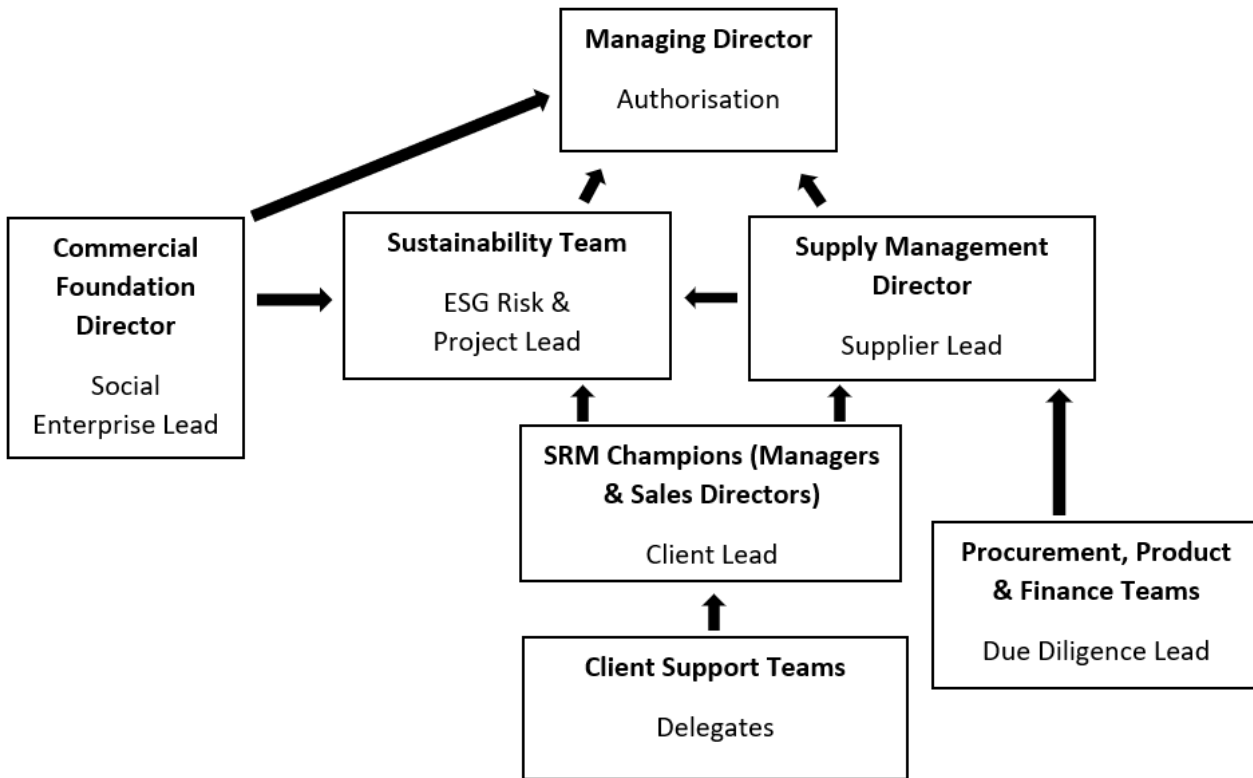 Managing Director
Authorisation
Commercial
Foundation
Director
Social
Enterprise Lead
Sustainability Team
ESG Risk &
Project Lead
Supply Management
Director
Supplier Lead
SRM Champions (Managers
& Sales Directors)
Client Lead
Procurement, Product
& Finance Teams
Due Diligence Lead
Client Support Teams
Delegates